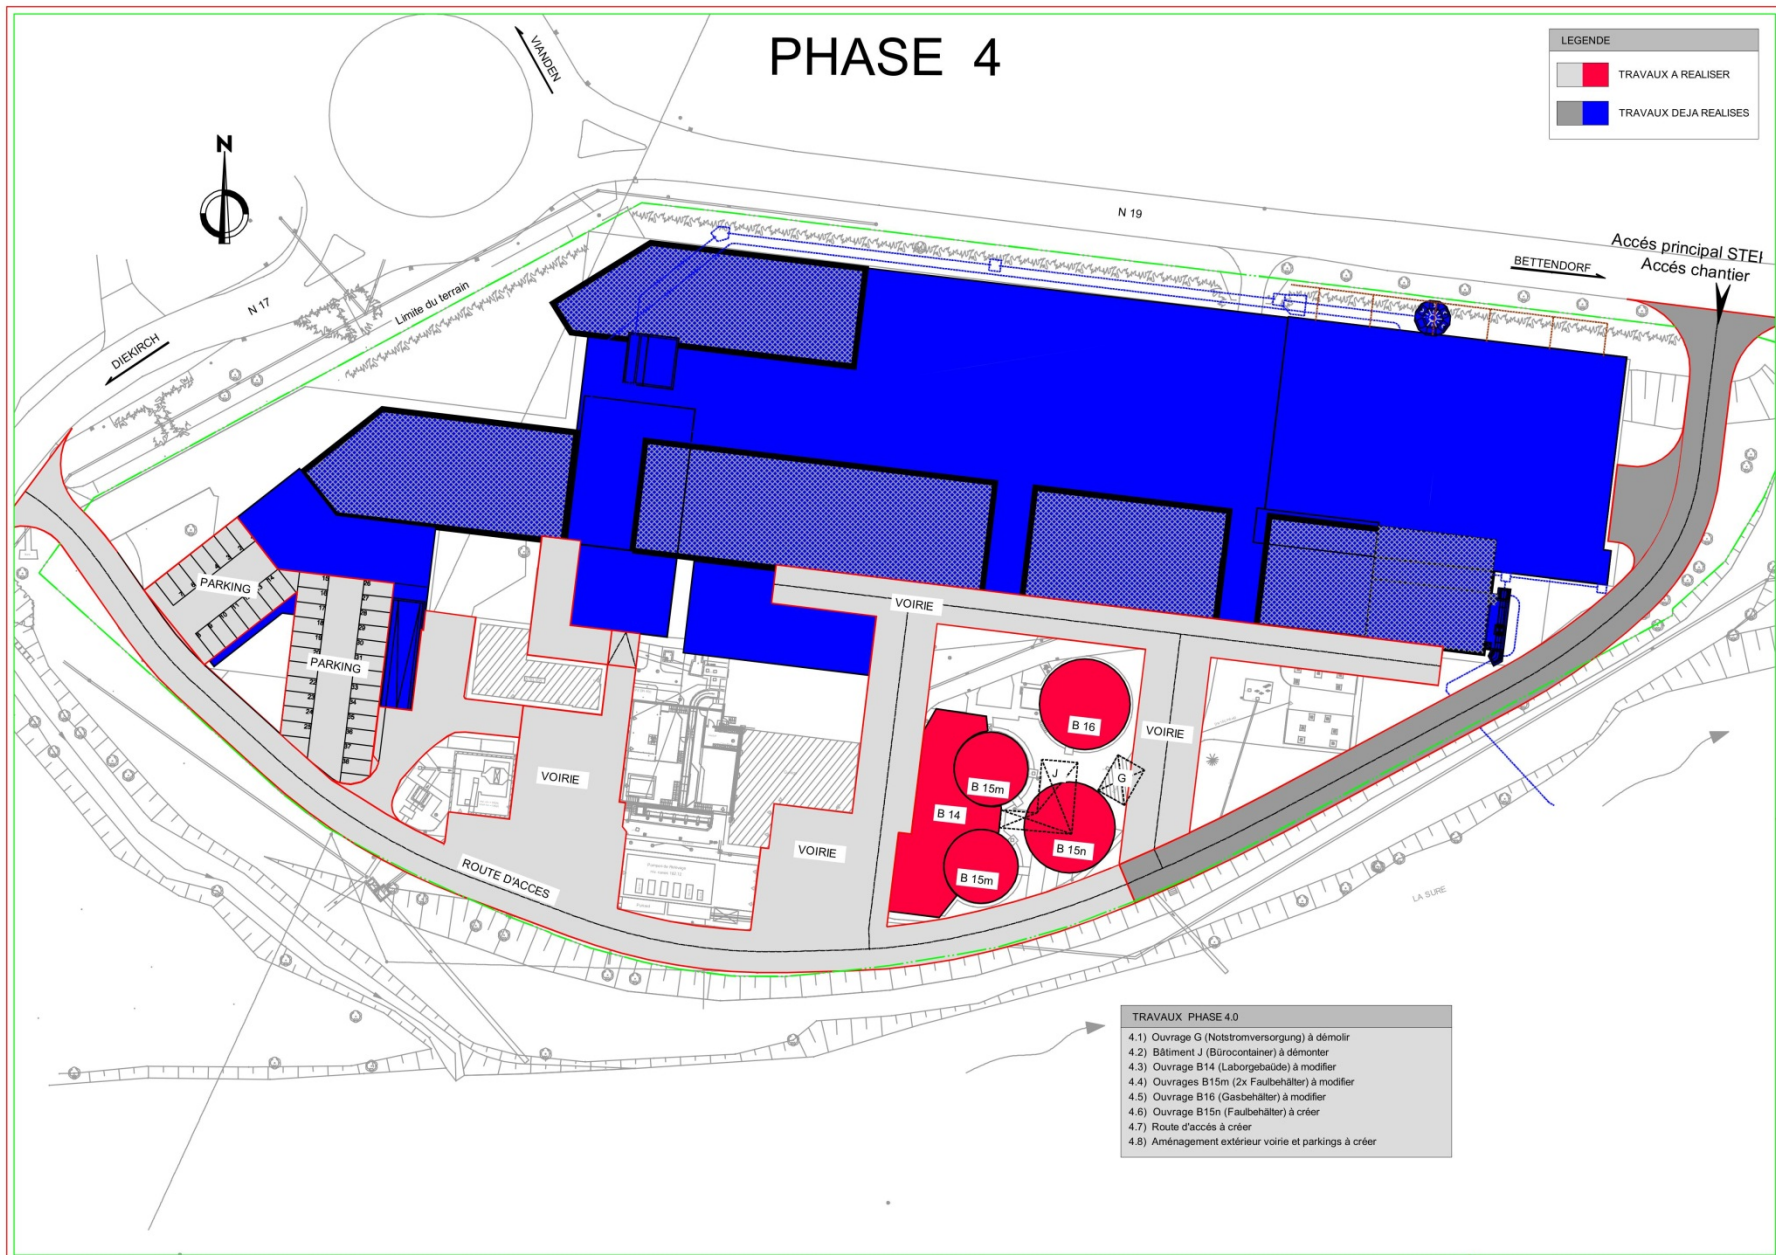 PHASE 4
LEGENDE
TRAVAUX A REALISER
TRAVAUX DEJA REALISES
VIANDEN
N
N 19
Accés principal STEI
Accés chantier
BETTENDORF
N 17
Limite du terrain
DIEKIRCH
PARKING
PARKING
VOIRIE
VOIRIE
VOIRIE
VOIRIE
B 16
J
G
B 15m
B 14
B 15n
B 15m
ROUTE D'ACCES
LA SURE
TRAVAUX PHASE 4.0
4.1) Ouvrage G (Notstromversorgung) à démolir
4.2) Bâtiment J (Bürocontainer) à démonter
4.3) Ouvrage B14 (Laborgebaüde) à modifier
4.4) Ouvrages B15m (2x Faulbehälter) à modifier
4.5) Ouvrage B16 (Gasbehälter) à modifier
4.6) Ouvrage B15n (Faulbehälter) à créer
4.7) Route d'accés à créer
4.8) Aménagement extérieur voirie et parkings à créer